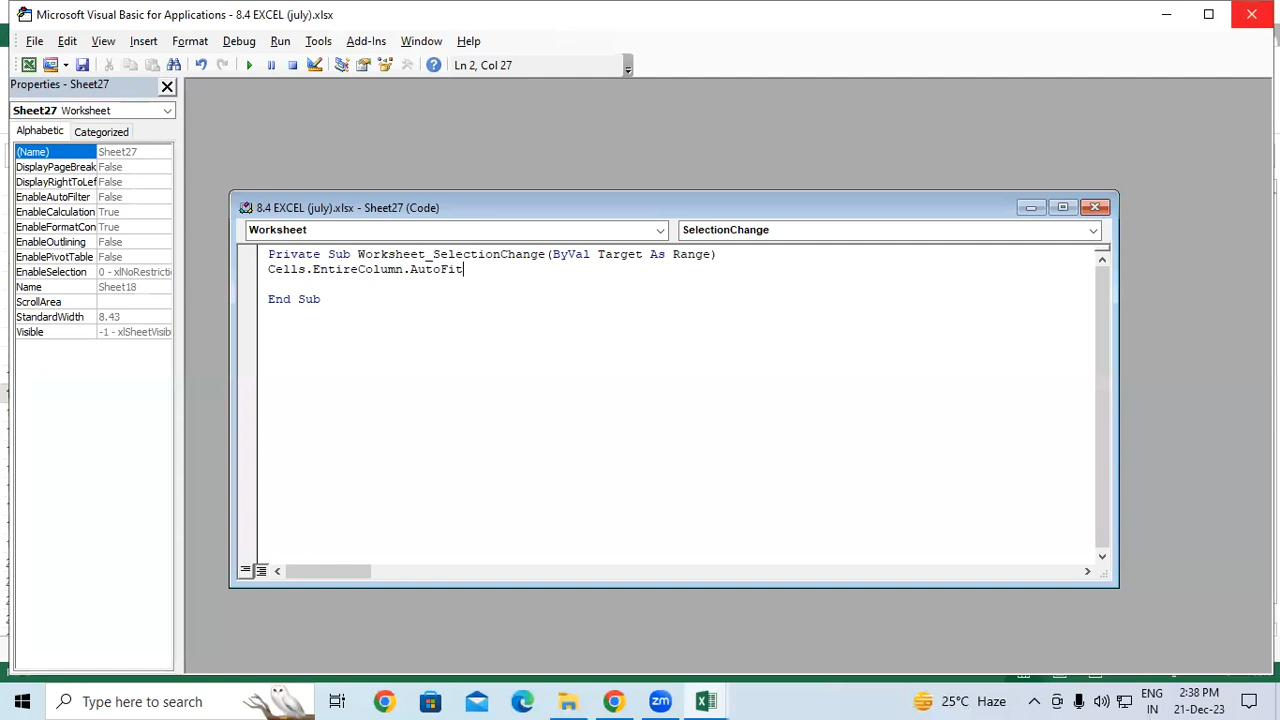 Microsoft Visual Basic for Applications - 8.4 EXCEL (july).xlsx
File Edit View Insert Format Debug Run Tools Add-Ins Window Help
Ln 2, Col 27
Properties - Sheet27
Sheet27 Worksheet
Alphabetic Categorized
(Name) Sheet27
DisplayPageBreak False
DisplayRightToLef False
EnableAutoFilter False
EnableCalculation True
EnableFormatCon True
EnableOutlining False
EnablePivotTable False
EnableSelection 0 - xlNoRestrictio
Name Sheet18
ScrollArea
StandardWidth 8.43
Visible -1 - xlSheetVisib
8.4 EXCEL (july).xlsx - Sheet27 (Code)
Worksheet SelectionChange
Private Sub Worksheet_SelectionChange(ByVal Target As Range)
Cells.EntireColumn.AutoFit
End Sub
Type here to search
25°C Haze
ENG 2:38 PM
IN 21-Dec-23